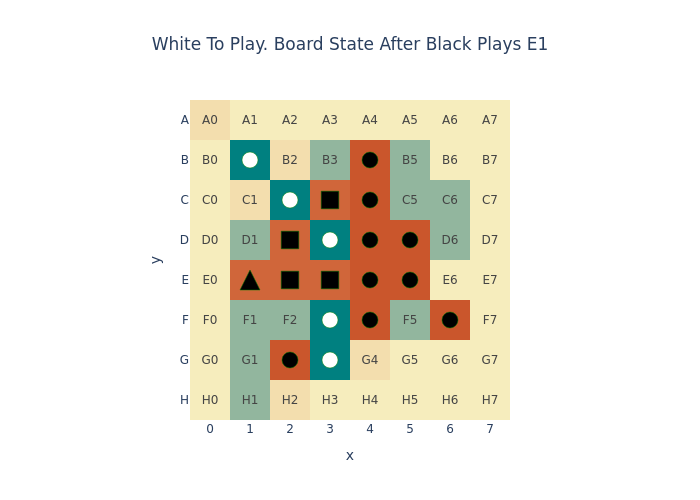 White To Play. Board State After Black Plays E1
A A0 A1 A2 A3 A4 A5 A6 A7
B B0 B2 B3 B5 B6 B7
C C0 C1 C5 C6 C7
D D0 D1 D6 D7
E E0 E6 E7
F F0 F1 F2 F5 F7
G G0 G1 G4 G5 G6 G7
H H0 H1 H2 H3 H4 H5 H6 H7
0 1 2 3 4 5 6 7
x
y